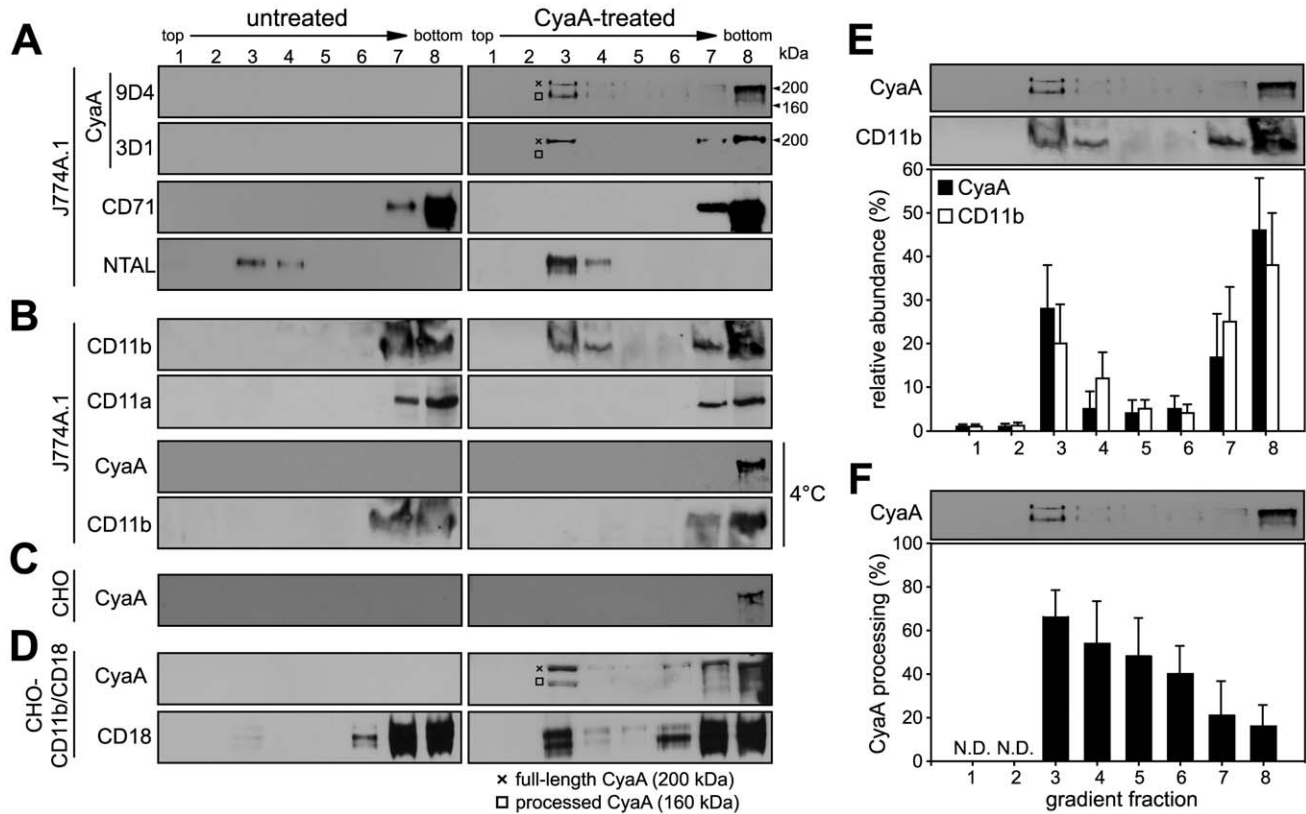 untreated
CyaA-treated
A
top
bottom
top
bottom
1 2 3 4 5 6 7 8
1 2 3 4 5 6 7 8 kDa
J774A.1
CyaA
9D4
×
□
200
160
3D1
×
□
200
CD71
NTAL
B
J774A.1
CD11b
CD11a
CyaA
CD11b
4°C
C
CHO
CyaA
D
CHO-
CD11b/CD18
CyaA
×
□
CD18
× full-length CyaA (200 kDa)
□ processed CyaA (160 kDa)
E
CyaA
CD11b
relative abundance (%)
60
50
40
30
20
10
0
CyaA
CD11b
1 2 3 4 5 6 7 8
F
CyaA
CyaA processing (%)
100
80
60
40
20
0
N.D. N.D.
1 2 3 4 5 6 7 8
gradient fraction